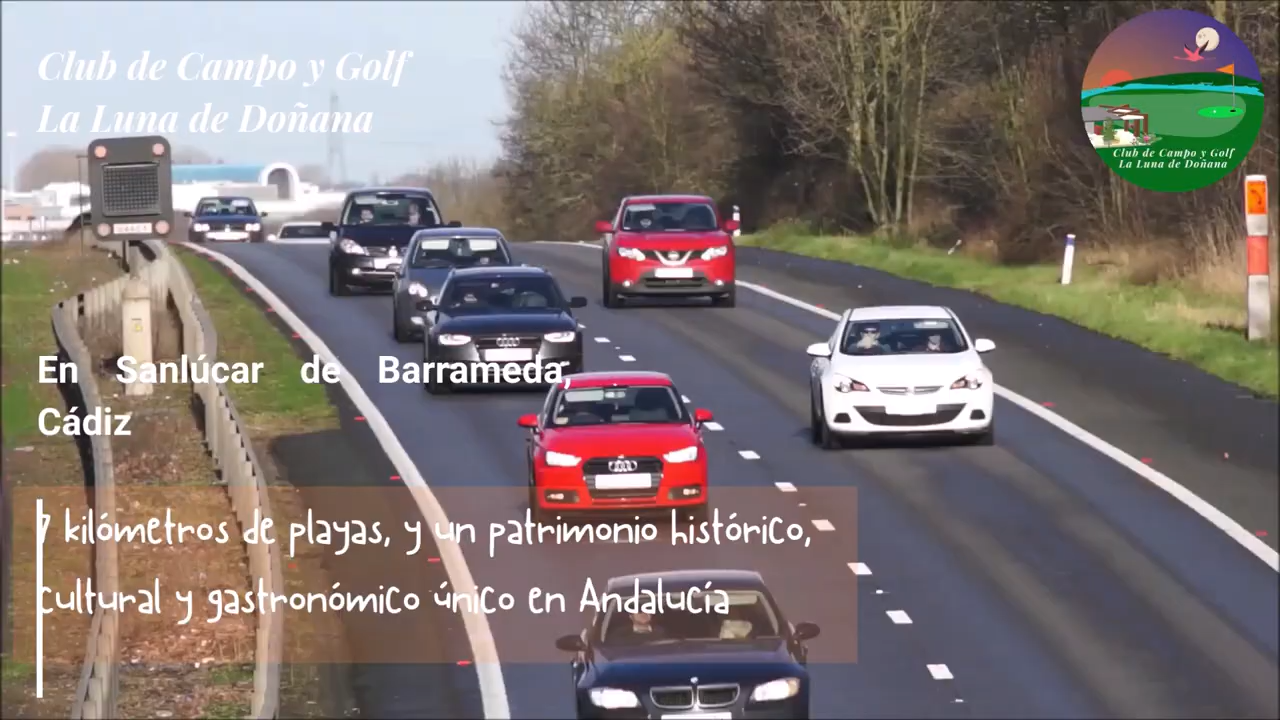 Club de Campo y Golf
La Luna de Doñana
Club de Campo y Golf
La Luna de Doñana
En Sanlúcar de Barrameda,
Cádiz
7 kilómetros de playas, y un patrimonio histórico,
cultural y gastronómico único en Andalucía